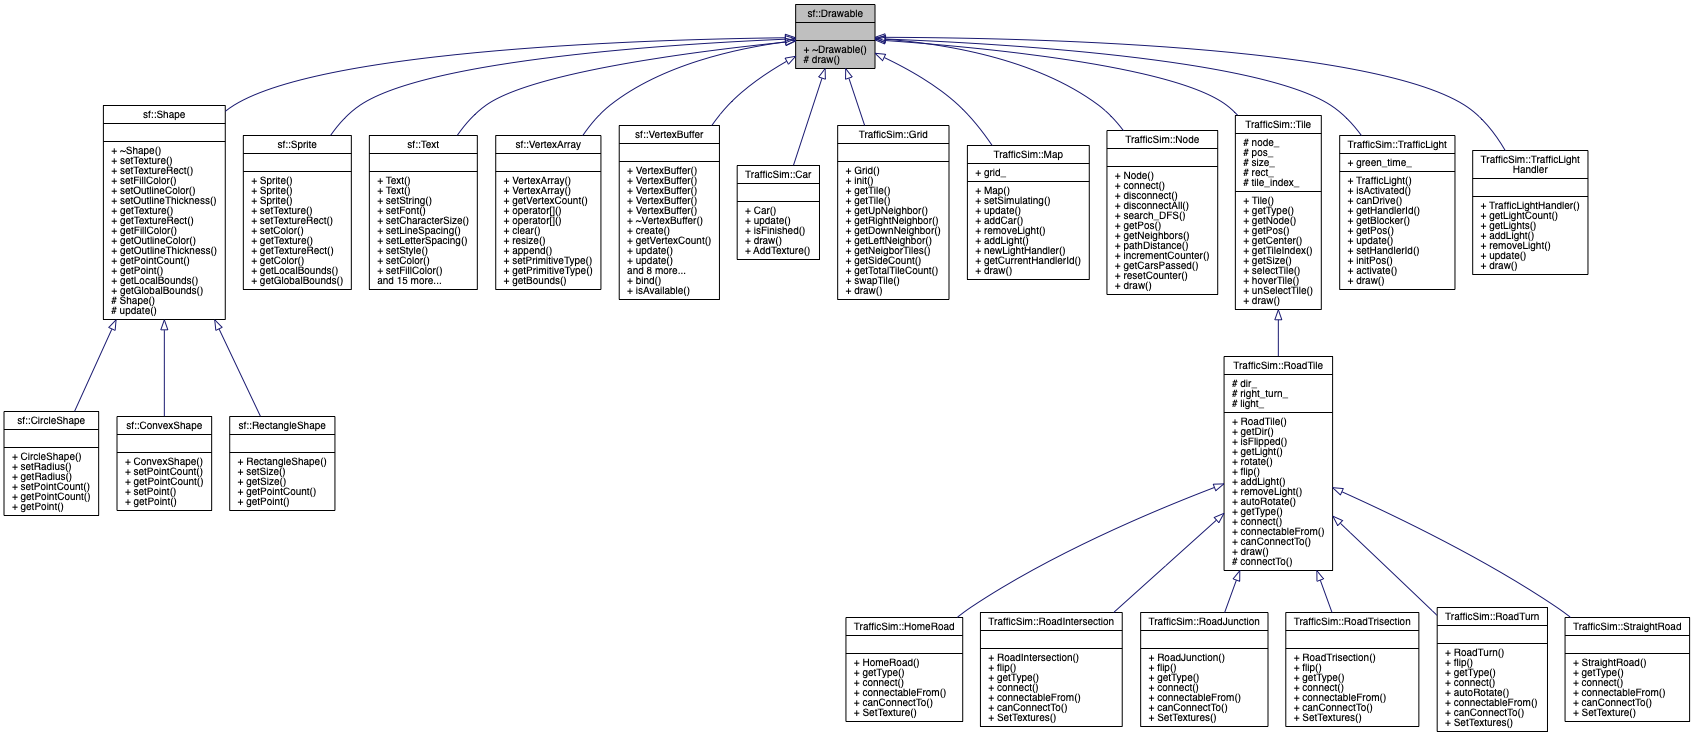 sf::Drawable
+ ~Drawable()
# draw()
sf::Shape
+ ~Shape()
+ setTexture()
+ setTextureRect()
+ setFillColor()
+ setOutlineColor()
+ setOutlineThickness()
+ getTexture()
+ getTextureRect()
+ getFillColor()
+ getOutlineColor()
+ getOutlineThickness()
+ getPointCount()
+ getPoint()
+ getLocalBounds()
+ getGlobalBounds()
# Shape()
# update()
sf::Sprite
+ Sprite()
+ Sprite()
+ Sprite()
+ setTexture()
+ setTextureRect()
+ setColor()
+ getTexture()
+ getTextureRect()
+ getColor()
+ getLocalBounds()
+ getGlobalBounds()
sf::Text
+ Text()
+ Text()
+ setString()
+ setFont()
+ setCharacterSize()
+ setLineSpacing()
+ setLetterSpacing()
+ setStyle()
+ setColor()
+ setFillColor()
and 15 more...
sf::VertexArray
+ VertexArray()
+ VertexArray()
+ getVertexCount()
+ operator[]()
+ operator[]()
+ clear()
+ resize()
+ append()
+ setPrimitiveType()
+ getPrimitiveType()
+ getBounds()
sf::VertexBuffer
+ VertexBuffer()
+ VertexBuffer()
+ VertexBuffer()
+ VertexBuffer()
+ VertexBuffer()
+ ~VertexBuffer()
+ create()
+ getVertexCount()
+ update()
+ update()
and 8 more...
+ bind()
+ isAvailable()
TrafficSim::Car
+ Car()
+ update()
+ isFinished()
+ draw()
+ AddTexture()
TrafficSim::Grid
+ Grid()
+ init()
+ getTile()
+ getTile()
+ getUpNeighbor()
+ getRightNeighbor()
+ getDownNeighbor()
+ getLeftNeighbor()
+ getNeigborTiles()
+ getSideCount()
+ getTotalTileCount()
+ swapTile()
+ draw()
TrafficSim::Map
+ grid_
+ Map()
+ setSimulating()
+ update()
+ addCar()
+ removeLight()
+ addLight()
+ newLightHandler()
+ getCurrentHandlerId()
+ draw()
TrafficSim::Node
+ Node()
+ connect()
+ disconnect()
+ disconnectAll()
+ search_DFS()
+ getPos()
+ getNeighbors()
+ pathDistance()
+ incrementCounter()
+ getCarsPassed()
+ resetCounter()
+ draw()
TrafficSim::Tile
# node_
# pos_
# size_
# rect_
# tile_index_
+ Tile()
+ getType()
+ getNode()
+ getPos()
+ getCenter()
+ getTileIndex()
+ getSize()
+ selectTile()
+ hoverTile()
+ unSelectTile()
+ draw()
TrafficSim::TrafficLight
+ green_time_
+ TrafficLight()
+ isActivated()
+ canDrive()
+ getHandlerId()
+ getBlocker()
+ getPos()
+ update()
+ setHandlerId()
+ initPos()
+ activate()
+ draw()
TrafficSim::TrafficLight
Handler
+ TrafficLightHandler()
+ getLightCount()
+ getLights()
+ addLight()
+ removeLight()
+ update()
+ draw()
sf::CircleShape
+ CircleShape()
+ setRadius()
+ getRadius()
+ setPointCount()
+ getPointCount()
+ getPoint()
sf::ConvexShape
+ ConvexShape()
+ setPointCount()
+ getPointCount()
+ setPoint()
+ getPoint()
sf::RectangleShape
+ RectangleShape()
+ setSize()
+ getSize()
+ getPointCount()
+ getPoint()
TrafficSim::RoadTile
# dir_
# right_turn_
# light_
+ RoadTile()
+ getDir()
+ isFlipped()
+ getLight()
+ rotate()
+ flip()
+ addLight()
+ removeLight()
+ autoRotate()
+ getType()
+ connect()
+ connectableFrom()
+ canConnectTo()
+ draw()
# connectTo()
TrafficSim::HomeRoad
+ HomeRoad()
+ getType()
+ connect()
+ connectableFrom()
+ canConnectTo()
+ SetTexture()
TrafficSim::RoadIntersection
+ RoadIntersection()
+ flip()
+ getType()
+ connect()
+ connectableFrom()
+ canConnectTo()
+ SetTextures()
TrafficSim::RoadJunction
+ RoadJunction()
+ flip()
+ getType()
+ connect()
+ connectableFrom()
+ canConnectTo()
+ SetTextures()
TrafficSim::RoadTrisection
+ RoadTrisection()
+ flip()
+ getType()
+ connect()
+ connectableFrom()
+ canConnectTo()
+ SetTextures()
TrafficSim::RoadTurn
+ RoadTurn()
+ flip()
+ getType()
+ connect()
+ autoRotate()
+ connectableFrom()
+ canConnectTo()
+ SetTextures()
TrafficSim::StraightRoad
+ StraightRoad()
+ getType()
+ connect()
+ connectableFrom()
+ canConnectTo()
+ SetTexture()